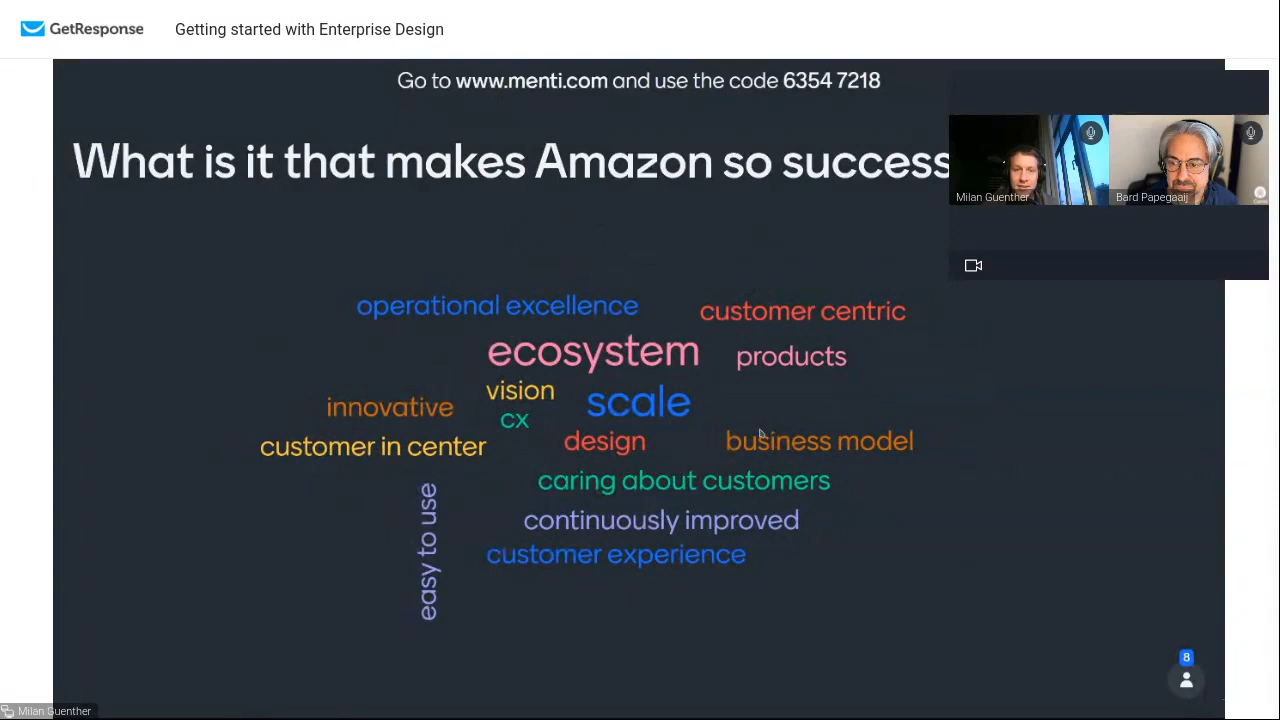 GetResponse
Getting started with Enterprise Design
Go to www.menti.com and use the code 6354 7218
What is it that makes Amazon so success
Milan Guenther
Bard Papegaaij
operational excellence
customer centric
ecosystem
products
vision
scale
innovative
cx
customer in center
design
business model
caring about customers
easy to use
continuously improved
customer experience
8
Milan Guenther